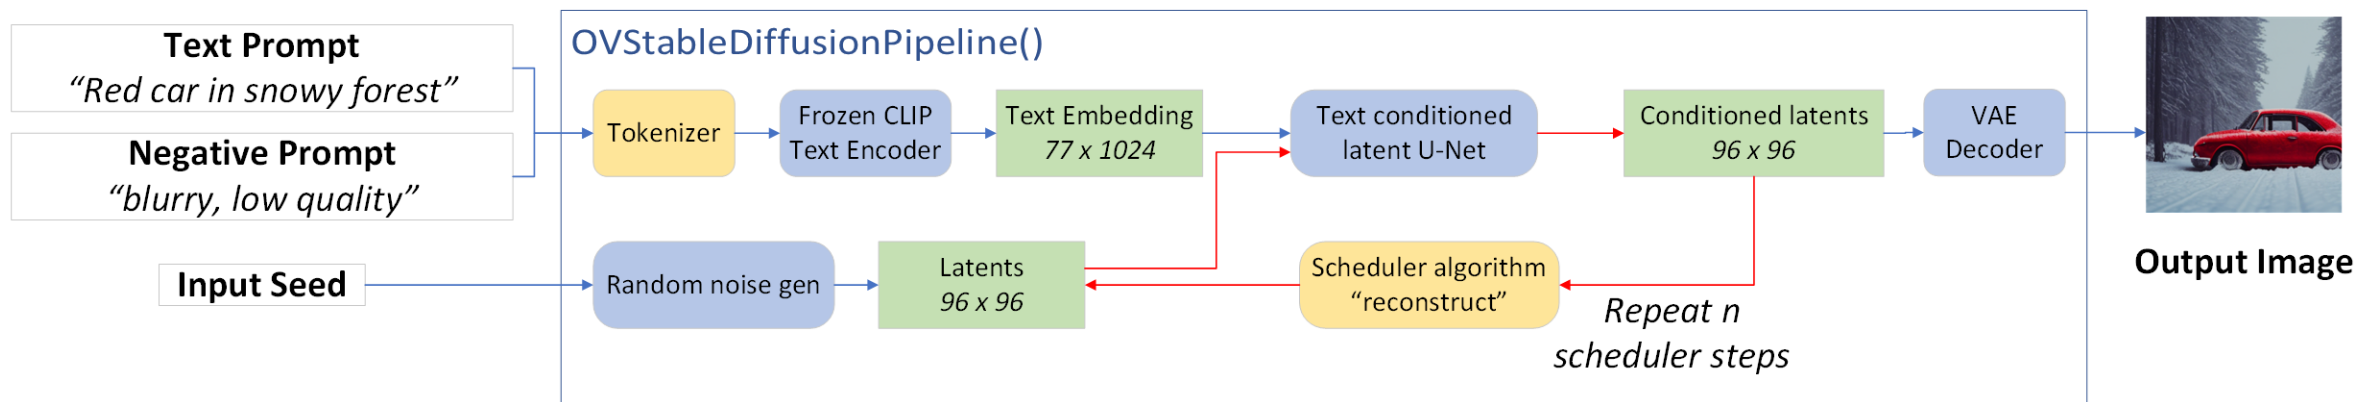 Text Prompt
“Red car in snowy forest”
Negative Prompt
“blurry, low quality”
Input Seed
OVStableDiffusionPipeline()
Tokenizer
Frozen CLIP
Text Encoder
Text Embedding
77 x 1024
Text conditioned
latent U-Net
Conditioned latents
96 x 96
VAE
Decoder
Random noise gen
Latents
96 x 96
Scheduler algorithm
“reconstruct”
Repeat n
scheduler steps
Output Image